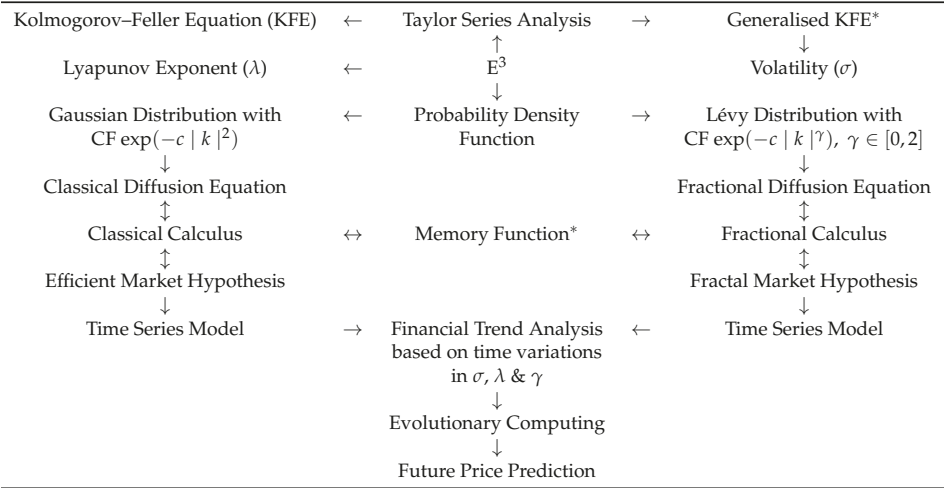 Kolmogorov–Feller Equation (KFE) ← Taylor Series Analysis → Generalised KFE*
↑ ↓
Lyapunov Exponent (λ) ← E³ Volatility (σ)
↓
Gaussian Distribution with ← Probability Density → Lévy Distribution with
CF exp(−c | k |²) Function CF exp(−c | k |^γ), γ ∈ [0, 2]
↓ ↓
Classical Diffusion Equation Fractional Diffusion Equation
↕ ↕
Classical Calculus ↔ Memory Function* ↔ Fractional Calculus
↕ ↕
Efficient Market Hypothesis Fractal Market Hypothesis
↓ ↓
Time Series Model → Financial Trend Analysis ← Time Series Model
based on time variations
in σ, λ & γ
↓
Evolutionary Computing
↓
Future Price Prediction